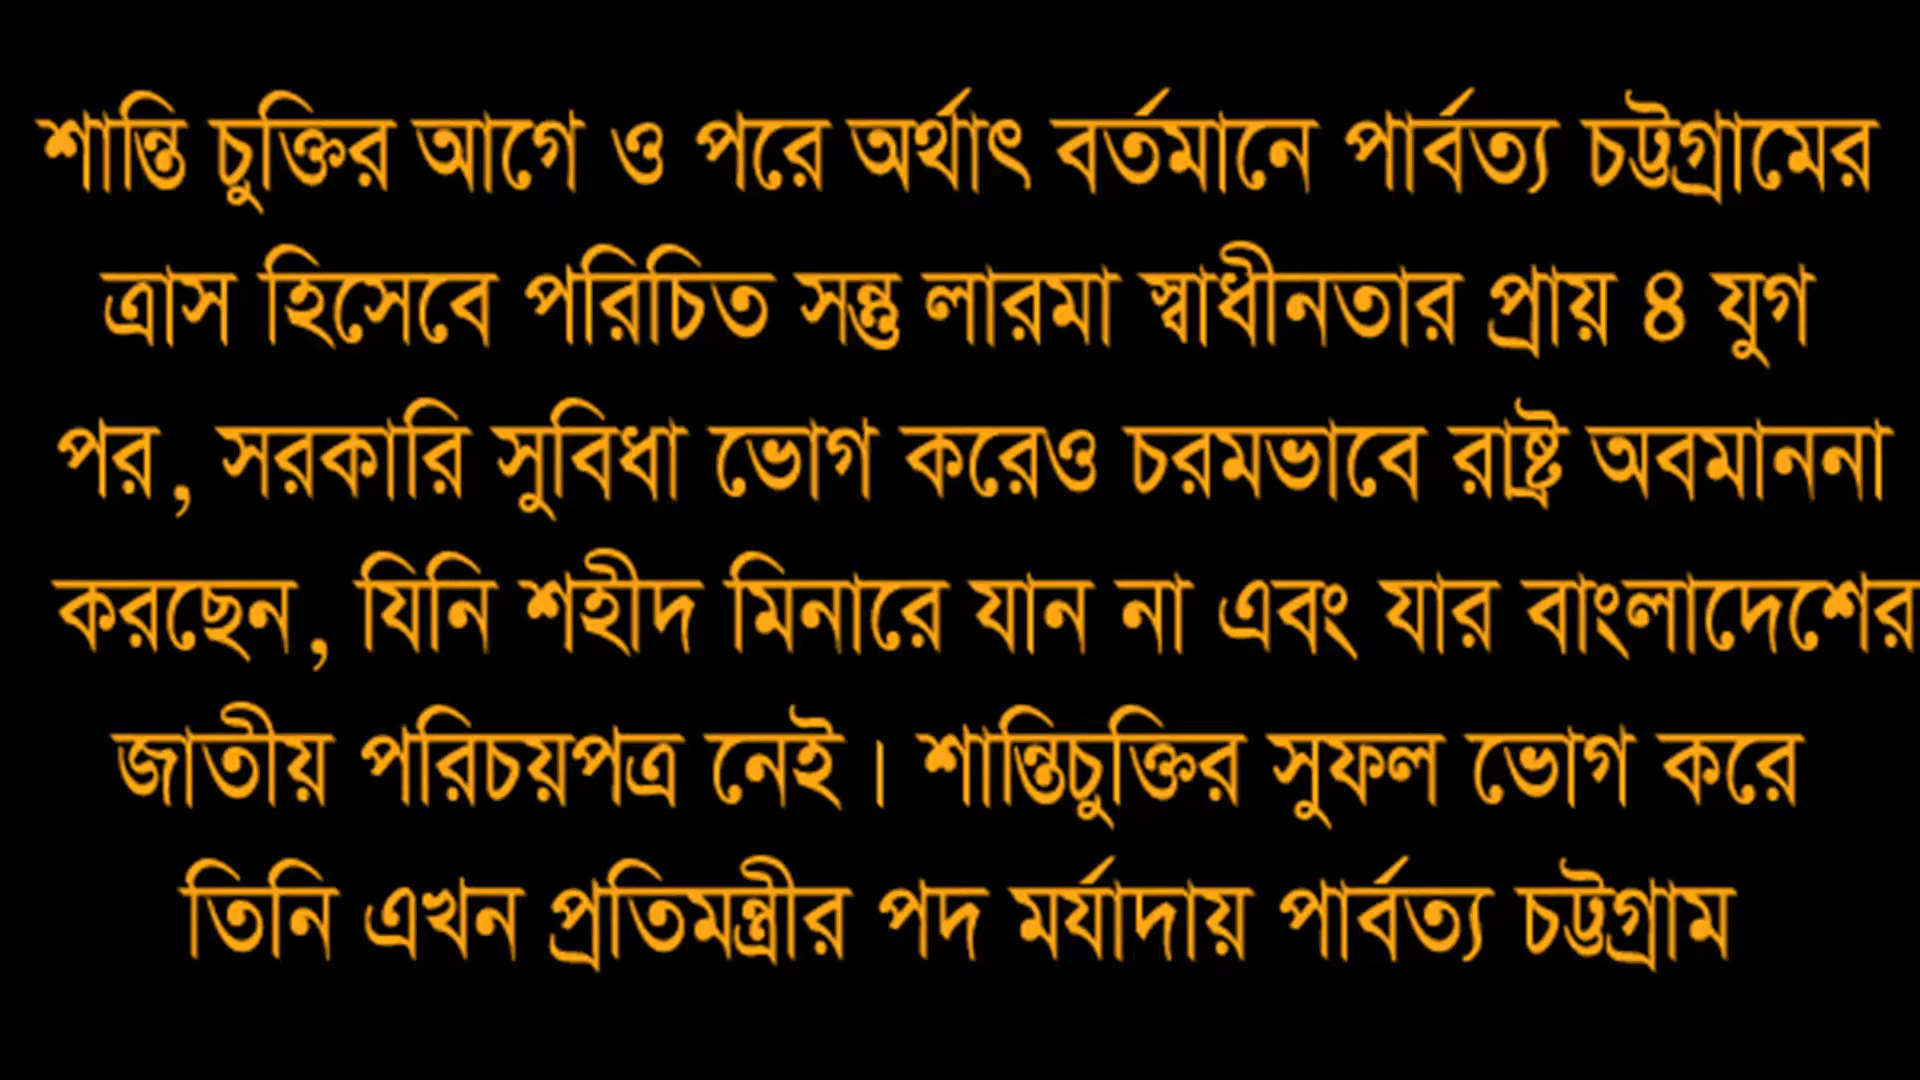 শান্তি চুক্তির আগে ও পরে অর্থাৎ বর্তমানে পার্বত্য চট্টগ্রামের
ত্রাস হিসেবে পরিচিত সন্তু লারমা স্বাধীনতার প্রায় ৪ যুগ
পর, সরকারি সুবিধা ভোগ করেও চরমভাবে রাষ্ট্র অবমাননা
করছেন, যিনি শহীদ মিনারে যান না এবং যার বাংলাদেশের
জাতীয় পরিচয়পত্র নেই। শান্তিচুক্তির সুফল ভোগ করে
তিনি এখন প্রতিমন্ত্রীর পদ মর্যাদায় পার্বত্য চট্টগ্রাম